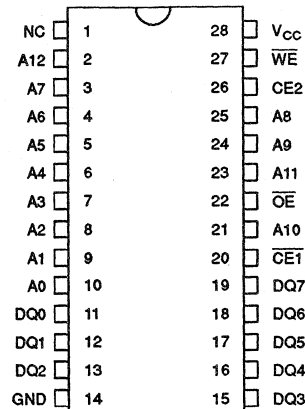 NC 1 28 VCC
A12 2 27 WE
A7 3 26 CE2
A6 4 25 A8
A5 5 24 A9
A4 6 23 A11
A3 7 22 OE
A2 8 21 A10
A1 9 20 CE1
A0 10 19 DQ7
DQ0 11 18 DQ6
DQ1 12 17 DQ5
DQ2 13 16 DQ4
GND 14 15 DQ3